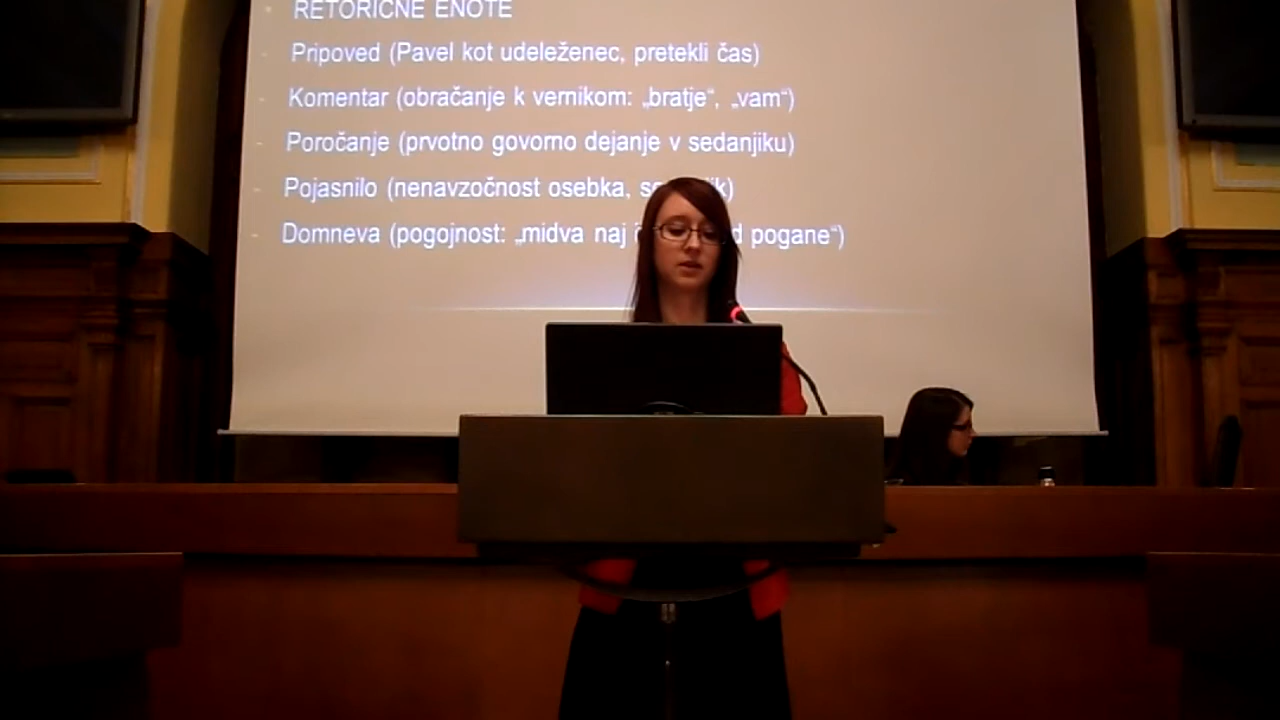 - RETORIČNE ENOTE
- Pripoved (Pavel kot udeleženec, pretekli čas)
- Komentar (obračanje k vernikom: „bratje“, „vam“)
- Poročanje (prvotno govorno dejanje v sedanjiku)
- Pojasnilo (nenavzočnost osebka,
- Domneva (pogojnost: „midva naj pogane“)